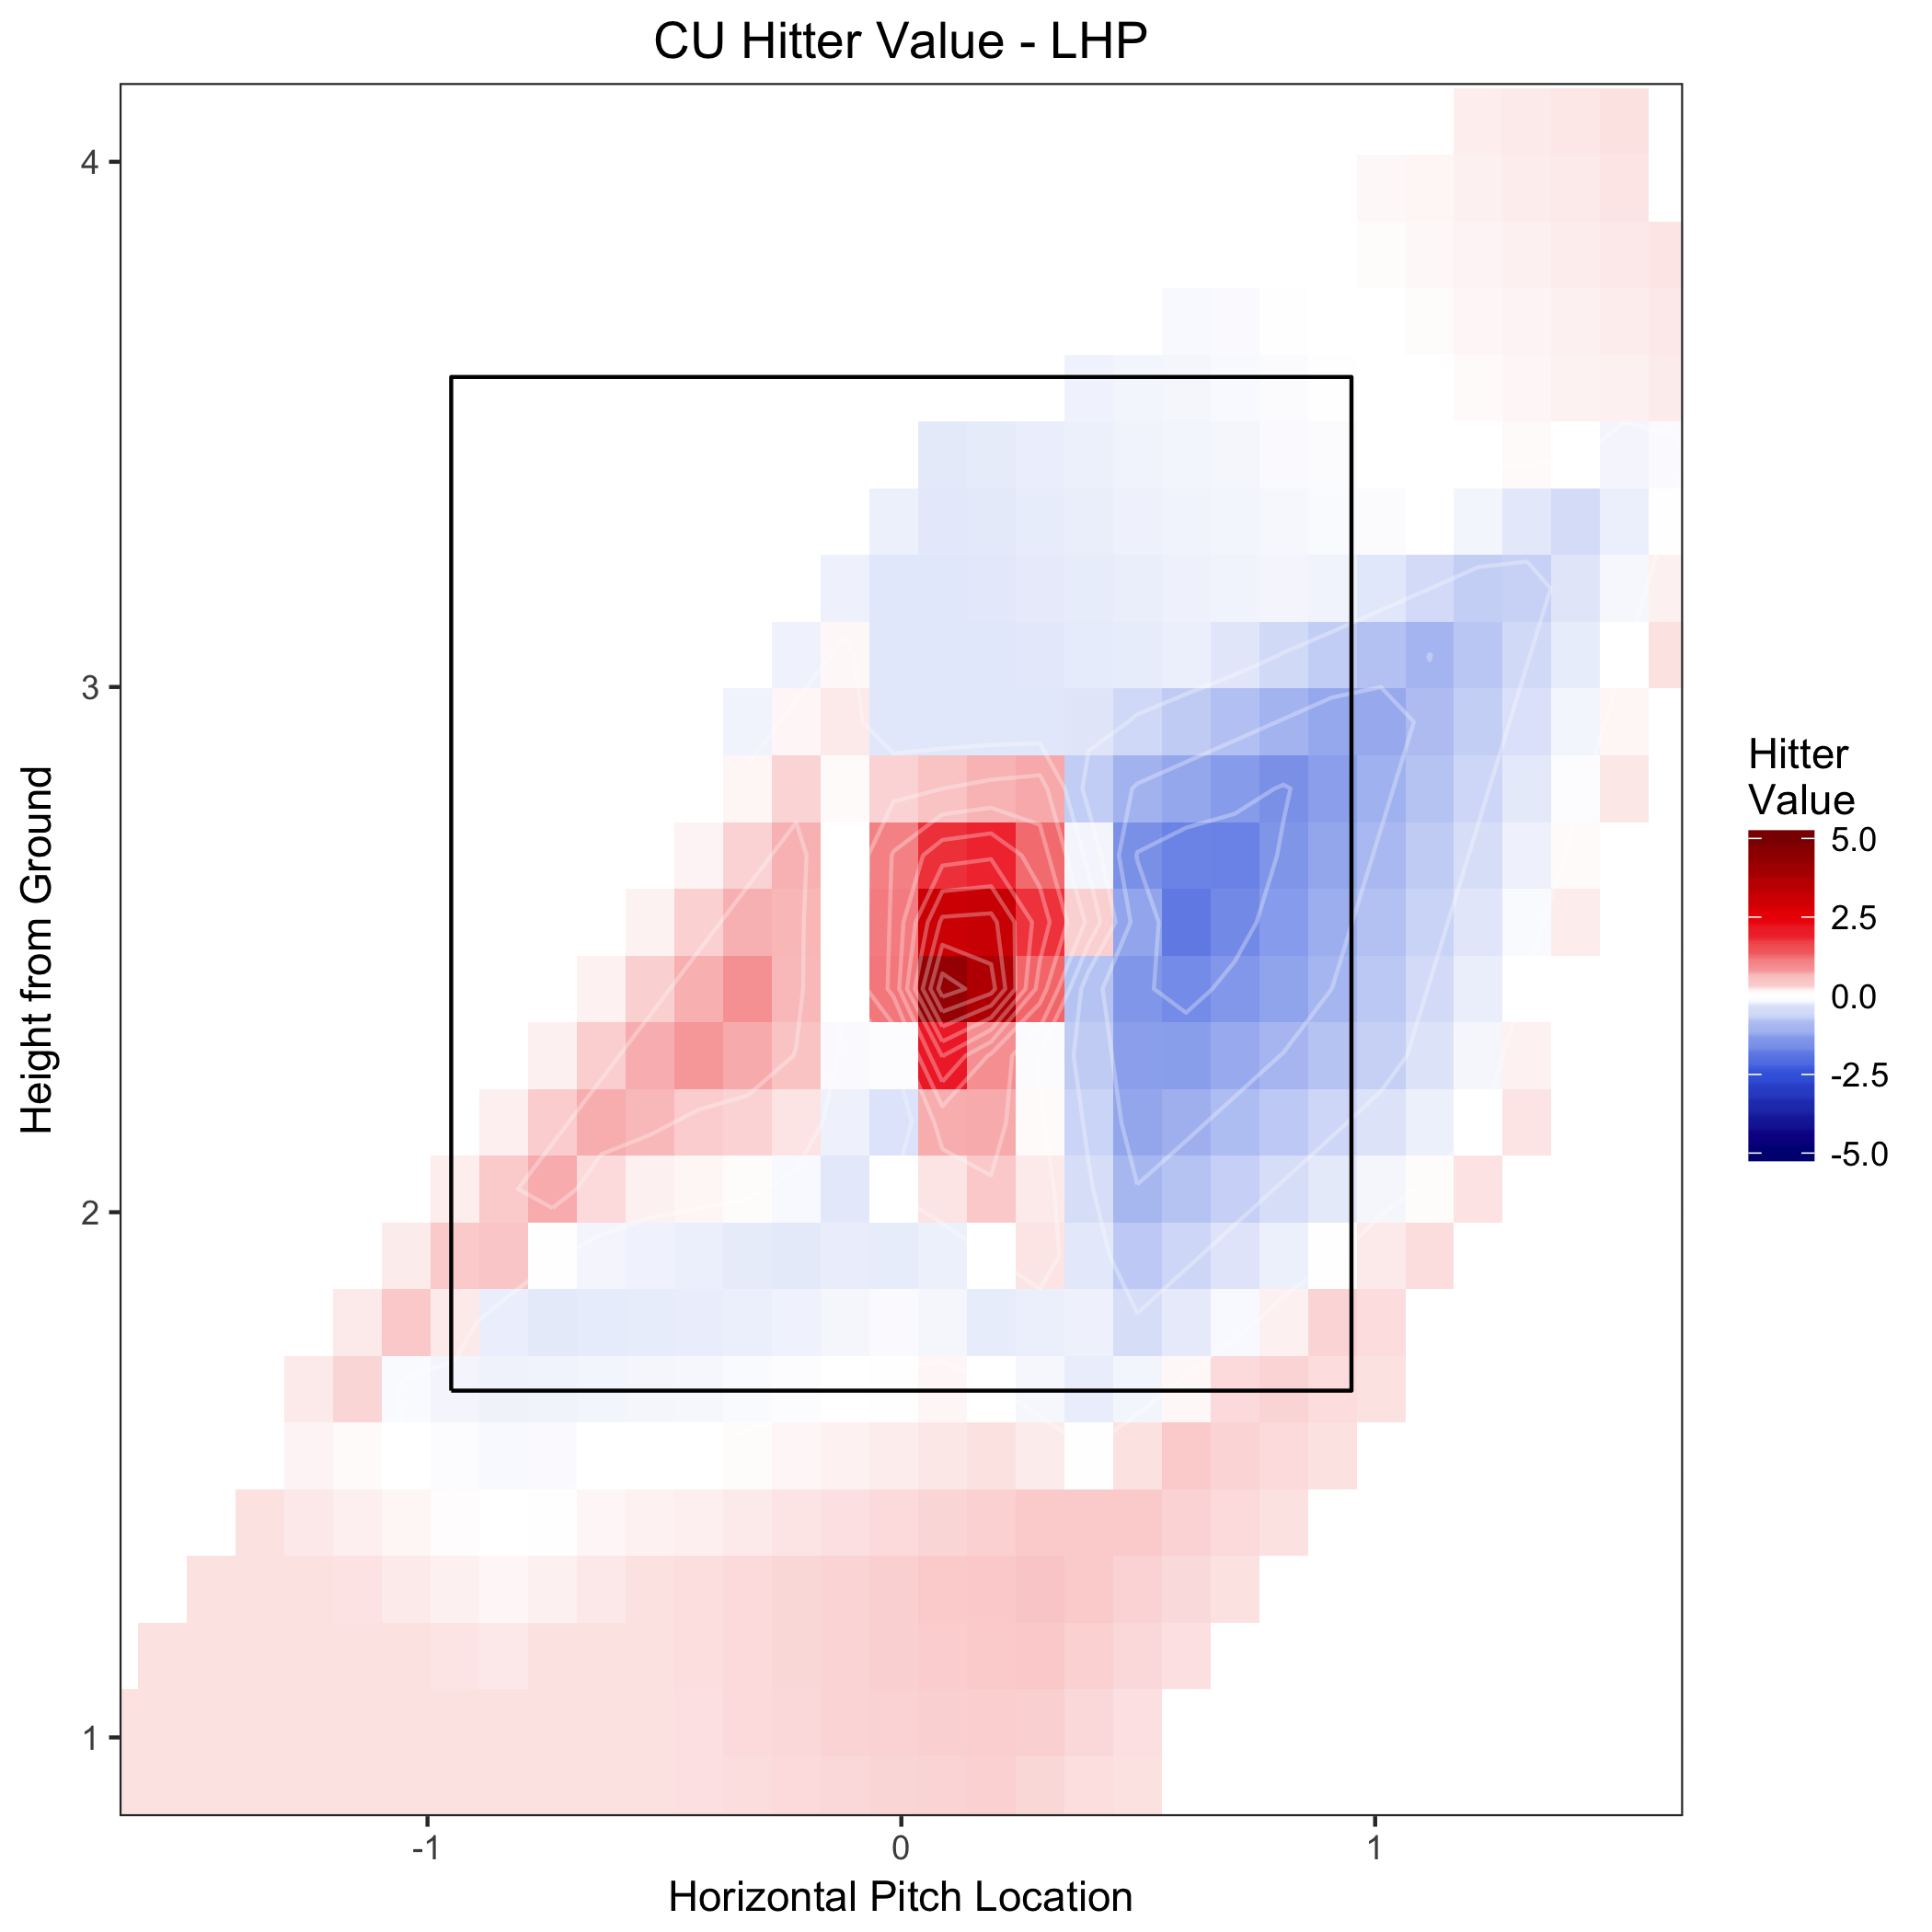 CU Hitter Value - LHP
4
3
2
1
Height from Ground
-1
0
1
Horizontal Pitch Location
Hitter
Value
5.0
2.5
0.0
-2.5
-5.0